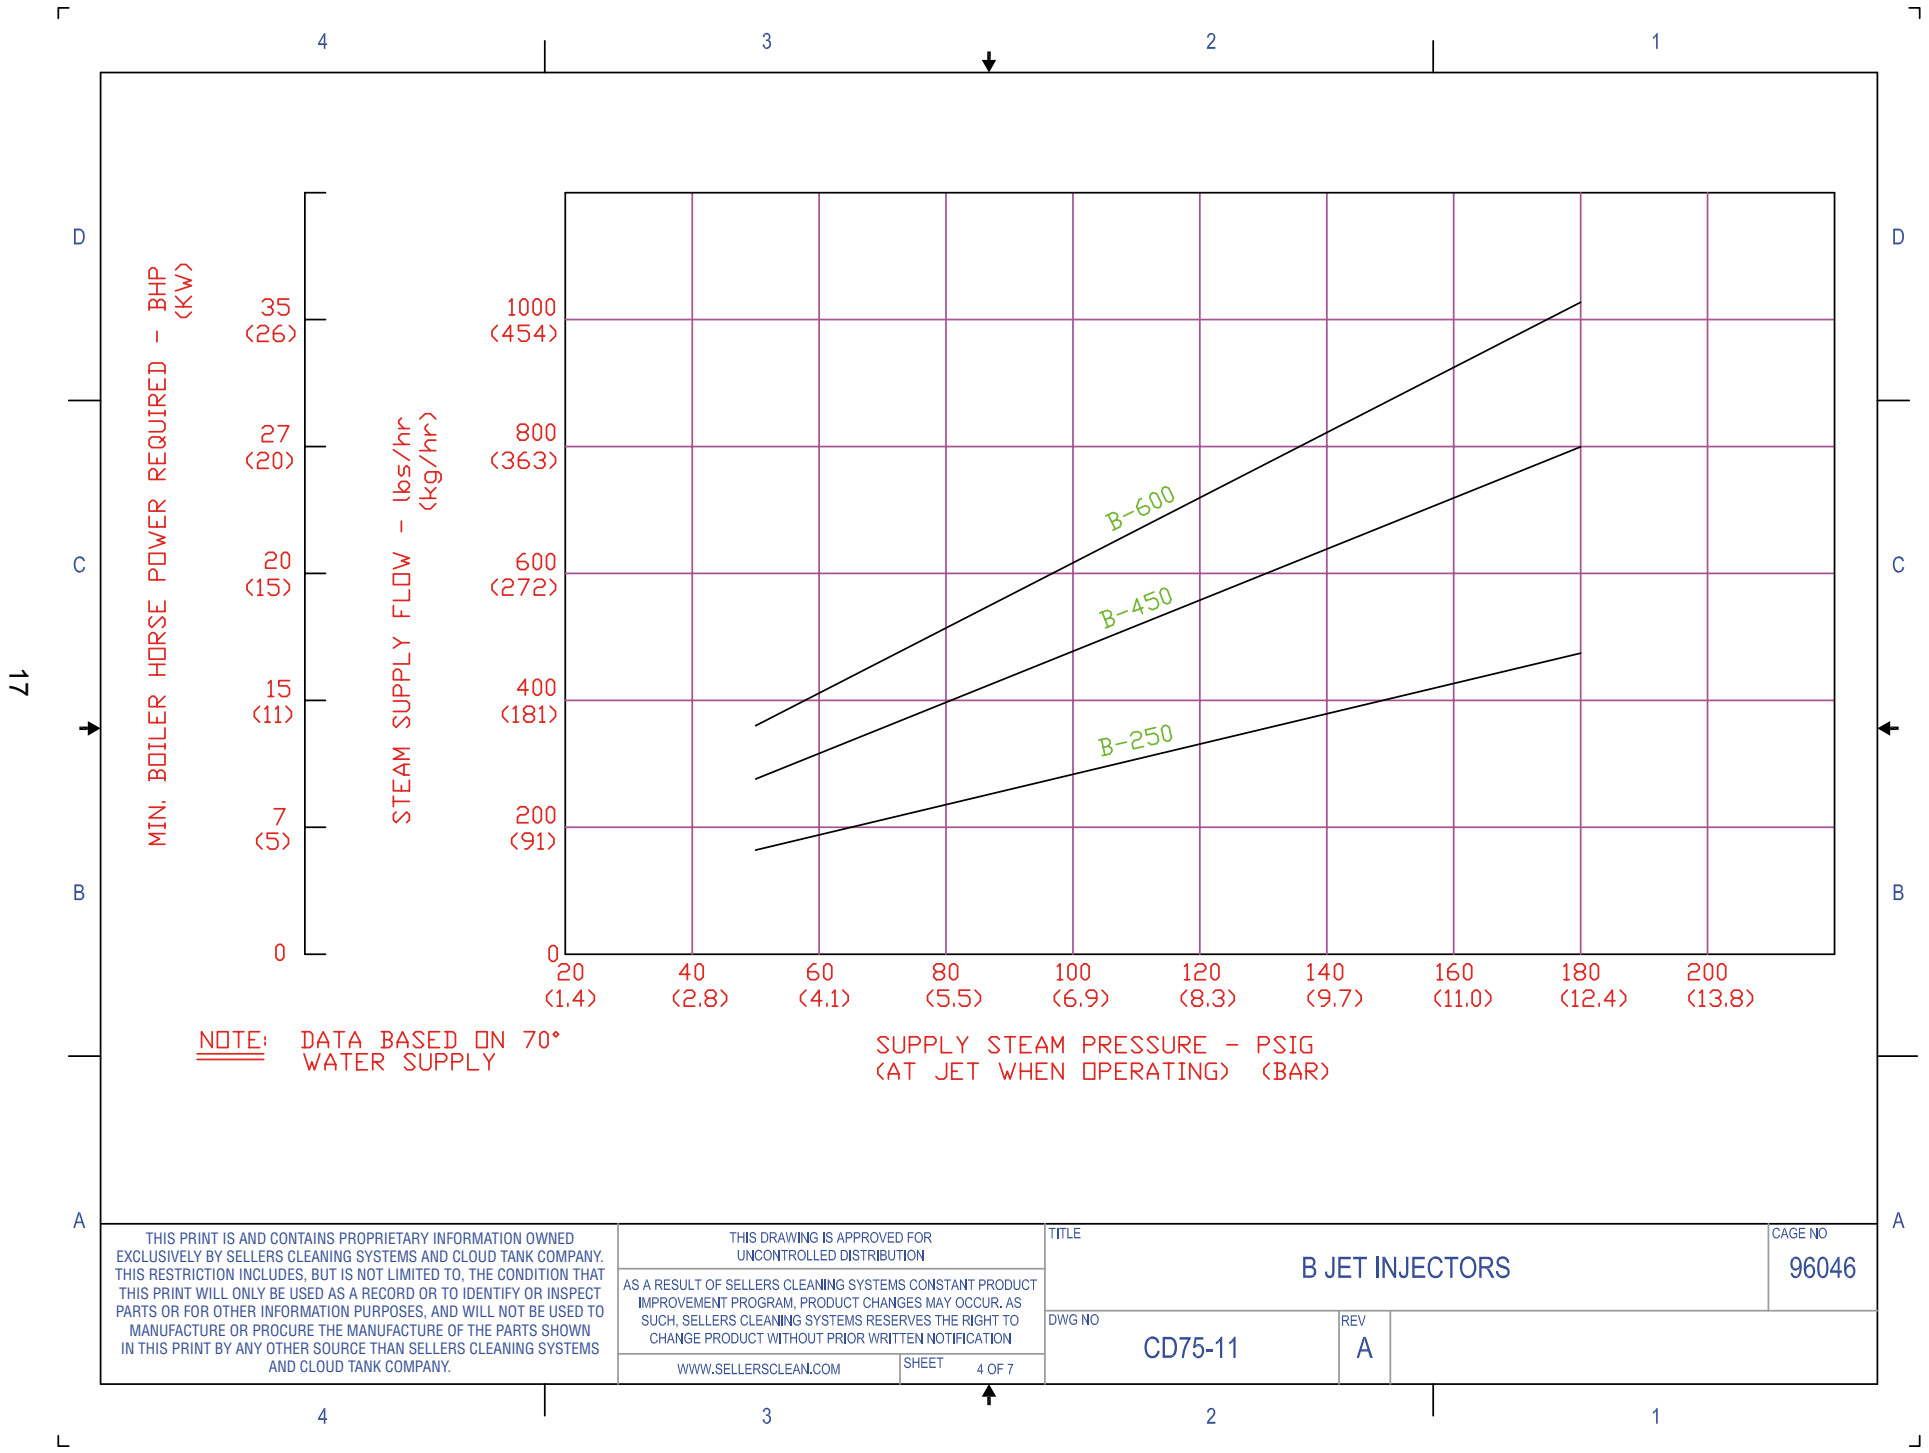 4 3 2 1
D D
C C
B B
A A
17
MIN. BOILER HORSE POWER REQUIRED - BHP
(KW)
35
(26)
27
(20)
20
(15)
15
(11)
7
(5)
0
STEAM SUPPLY FLOW - lbs/hr
(kg/hr)
1000
(454)
800
(363)
600
(272)
400
(181)
200
(91)
0
B-600
B-450
B-250
20 40 60 80 100 120 140 160 180 200
(1.4) (2.8) (4.1) (5.5) (6.9) (8.3) (9.7) (11.0) (12.4) (13.8)
NOTE: DATA BASED ON 70°
WATER SUPPLY
SUPPLY STEAM PRESSURE - PSIG
(AT JET WHEN OPERATING) (BAR)
THIS PRINT IS AND CONTAINS PROPRIETARY INFORMATION OWNED
EXCLUSIVELY BY SELLERS CLEANING SYSTEMS AND CLOUD TANK COMPANY.
THIS RESTRICTION INCLUDES, BUT IS NOT LIMITED TO, THE CONDITION THAT
THIS PRINT WILL ONLY BE USED AS A RECORD OR TO IDENTIFY OR INSPECT
PARTS OR FOR OTHER INFORMATION PURPOSES, AND WILL NOT BE USED TO
MANUFACTURE OR PROCURE THE MANUFACTURE OF THE PARTS SHOWN
IN THIS PRINT BY ANY OTHER SOURCE THAN SELLERS CLEANING SYSTEMS
AND CLOUD TANK COMPANY.
THIS DRAWING IS APPROVED FOR
UNCONTROLLED DISTRIBUTION
AS A RESULT OF SELLERS CLEANING SYSTEMS CONSTANT PRODUCT
IMPROVEMENT PROGRAM, PRODUCT CHANGES MAY OCCUR. AS
SUCH, SELLERS CLEANING SYSTEMS RESERVES THE RIGHT TO
CHANGE PRODUCT WITHOUT PRIOR WRITTEN NOTIFICATION
WWW.SELLERSCLEAN.COM
SHEET 4 OF 7
TITLE
B JET INJECTORS
CAGE NO
96046
DWG NO
CD75-11
REV
A
4 3 2 1